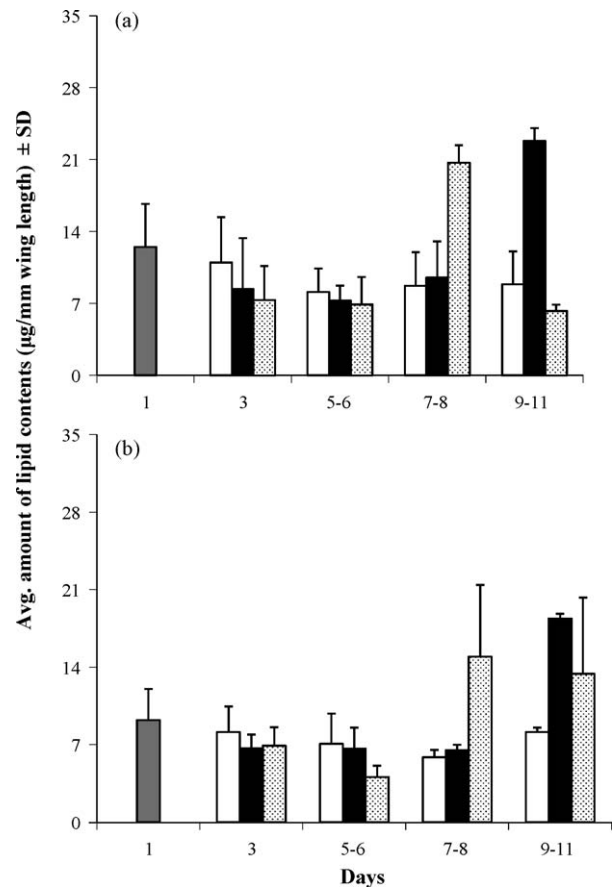 Avg. amount of lipid contents (µg/mm wing length) ± SD
(a)
35
28
21
14
7
0
1 3 5-6 7-8 9-11
(b)
35
28
21
14
7
0
1 3 5-6 7-8 9-11
Days